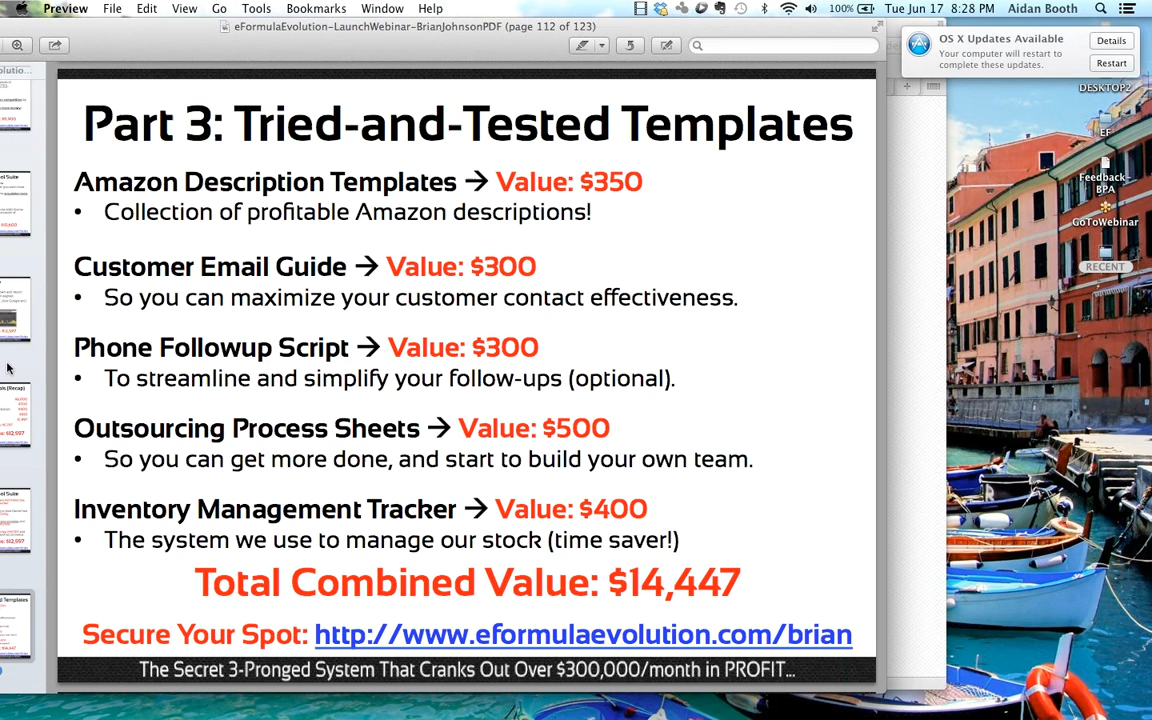 Preview File Edit View Go Tools Bookmarks Window Help 100% Tue Jun 17 8:28 PM Aidan Booth
eFormulaEvolution-LaunchWebinar-BrianJohnsonPDF (page 112 of 123)
OS X Updates Available
Your computer will restart to complete these updates.
Details
Restart
DESKTOP2
EF
Feedback-
BPA
GoToWebinar
RECENT
Part 3: Tried-and-Tested Templates
Amazon Description Templates → Value: $350
• Collection of profitable Amazon descriptions!
Customer Email Guide → Value: $300
• So you can maximize your customer contact effectiveness.
Phone Followup Script → Value: $300
• To streamline and simplify your follow-ups (optional).
Outsourcing Process Sheets → Value: $500
• So you can get more done, and start to build your own team.
Inventory Management Tracker → Value: $400
• The system we use to manage our stock (time saver!)
Total Combined Value: $14,447
Secure Your Spot: http://www.eformulaevolution.com/brian
The Secret 3-Pronged System That Cranks Out Over $300,000/month in PROFIT...